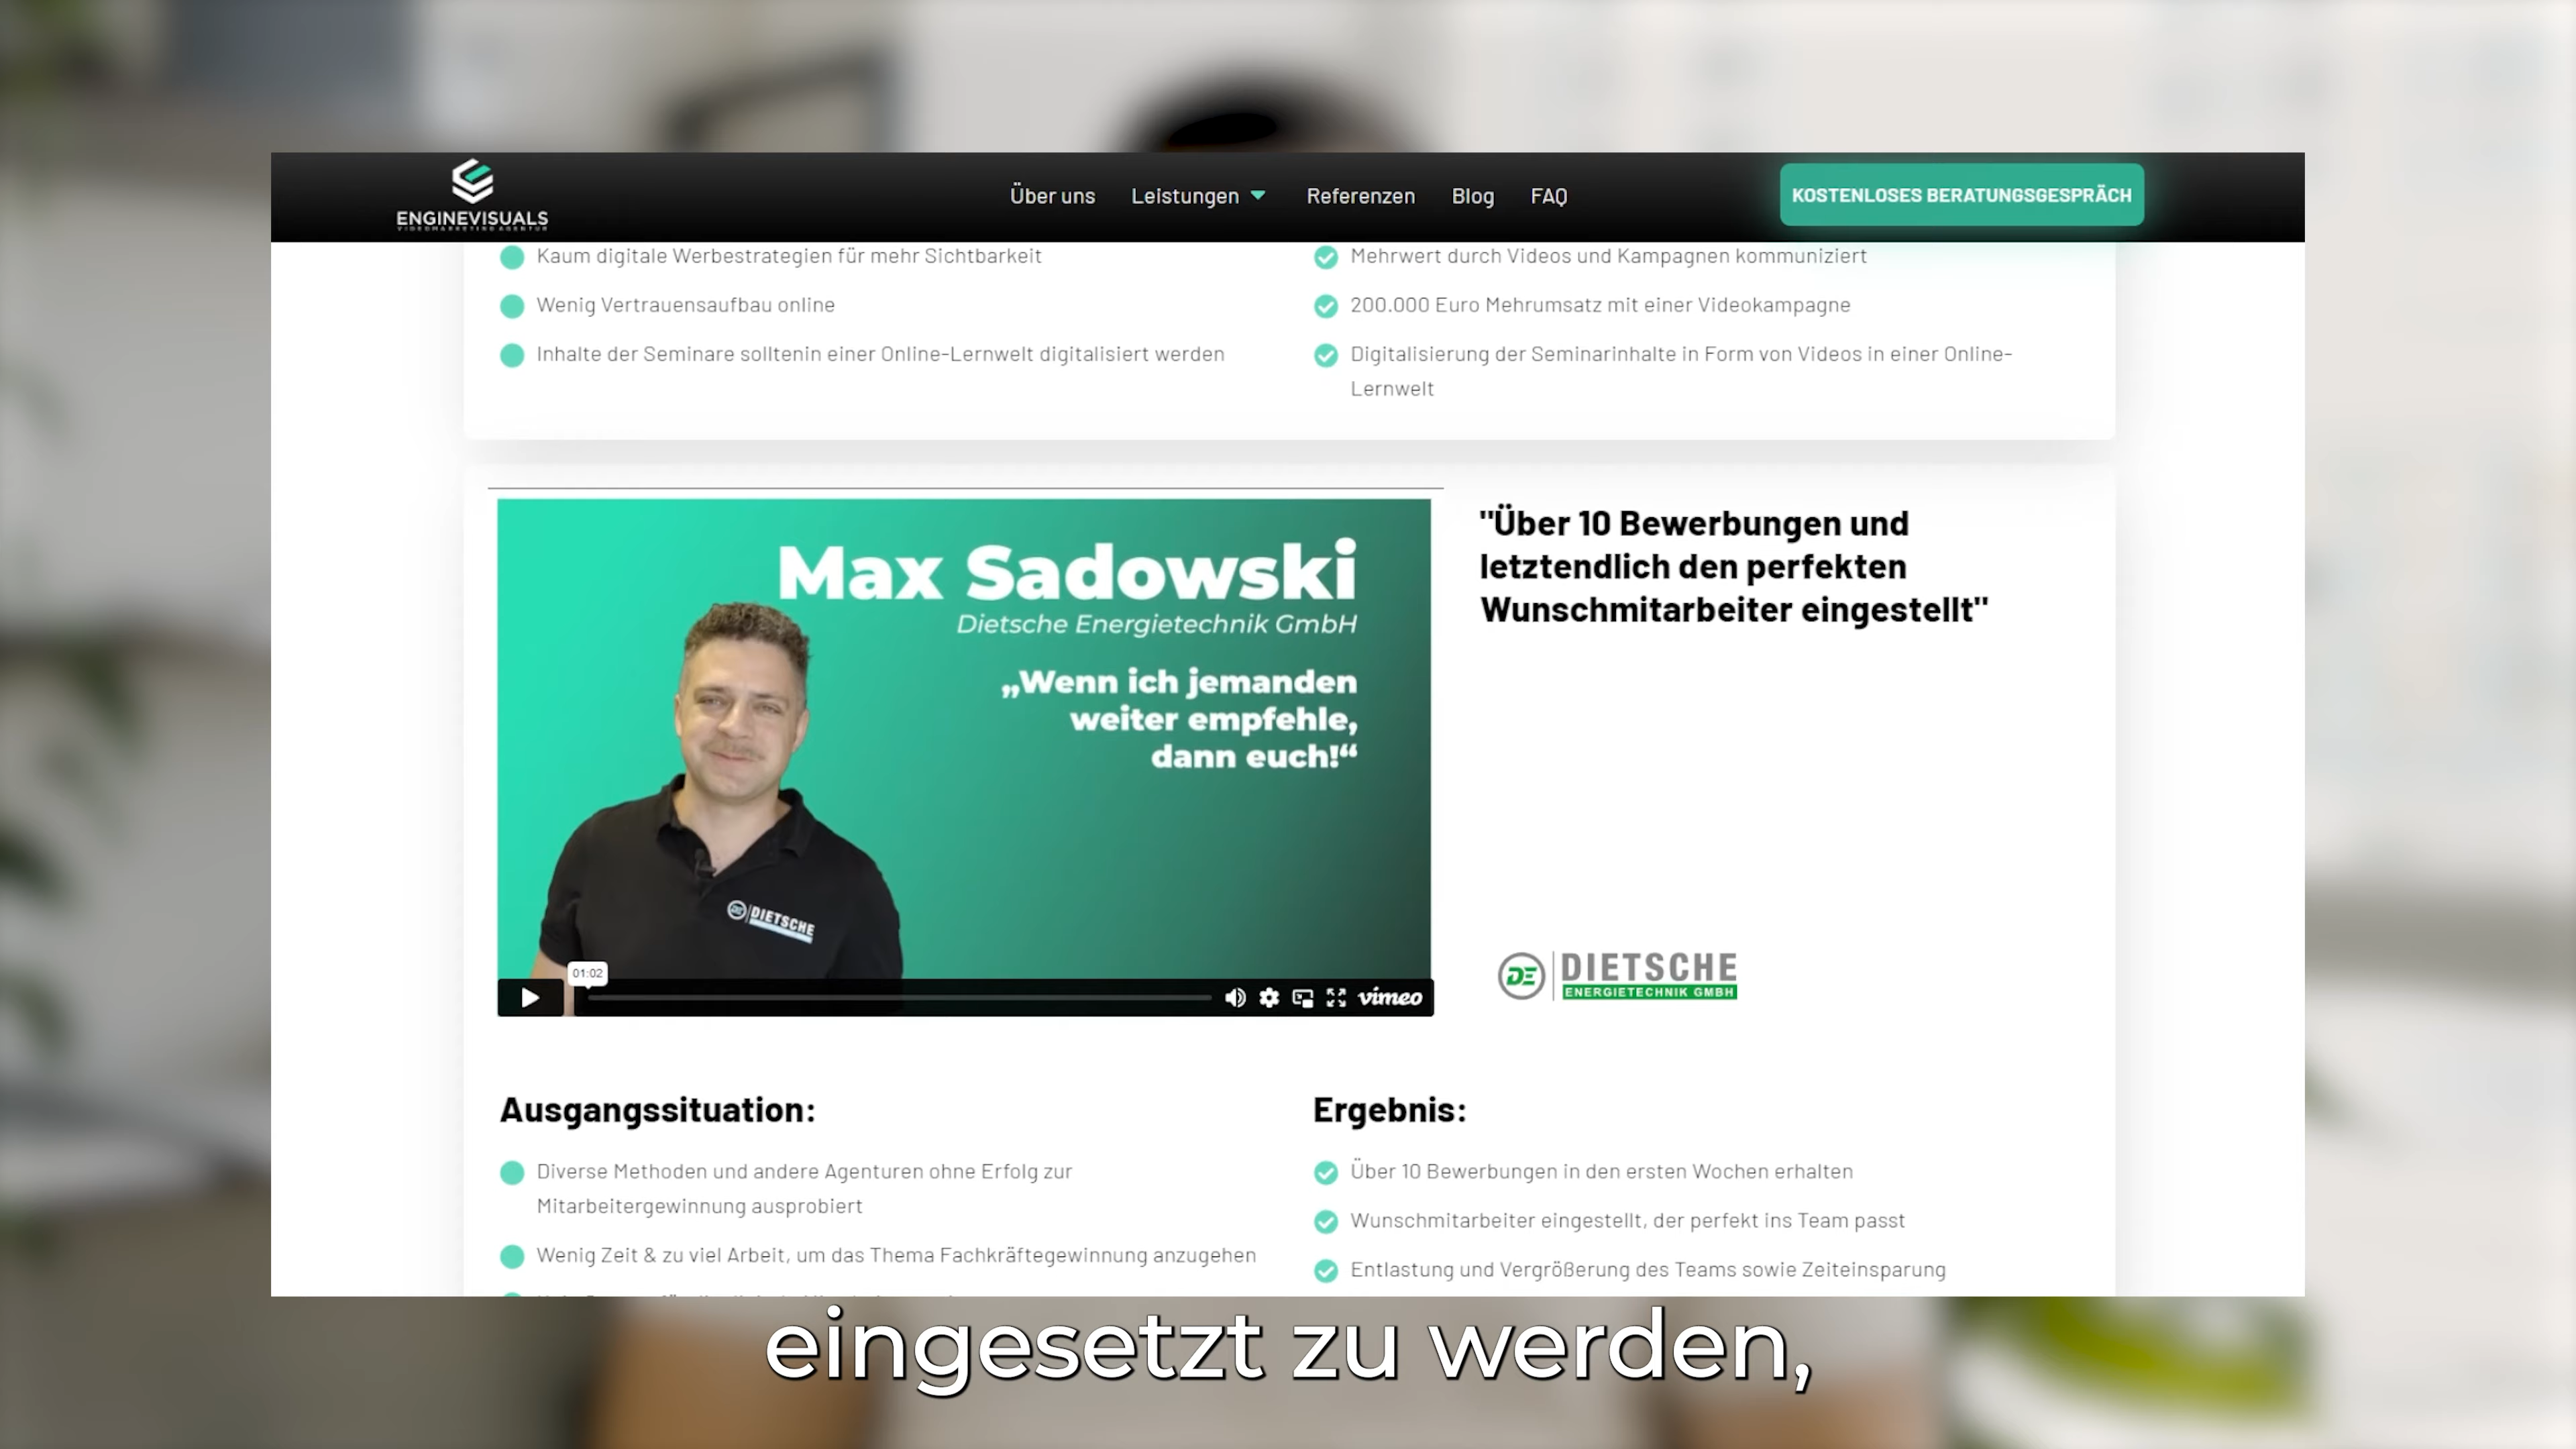 ENGINEVISUALS
VIDEOMARKETING AGENTUR
Über uns
Leistungen
Referenzen
Blog
FAQ
KOSTENLOSES BERATUNGSGESPRÄCH
Kaum digitale Werbestrategien für mehr Sichtbarkeit
Wenig Vertrauensaufbau online
Inhalte der Seminare solltenin einer Online-Lernwelt digitalisiert werden
Mehrwert durch Videos und Kampagnen kommuniziert
200.000 Euro Mehrumsatz mit einer Videokampagne
Digitalisierung der Seminarinhalte in Form von Videos in einer Online-
Lernwelt
Max Sadowski
Dietsche Energietechnik GmbH
„Wenn ich jemanden
weiter empfehle,
dann euch!“
DE DIETSCHE
01:02
vimeo
"Über 10 Bewerbungen und
letztendlich den perfekten
Wunschmitarbeiter eingestellt"
DE DIETSCHE
ENERGIETECHNIK GMBH
Ausgangssituation:
Diverse Methoden und andere Agenturen ohne Erfolg zur
Mitarbeitergewinnung ausprobiert
Wenig Zeit & zu viel Arbeit, um das Thema Fachkräftegewinnung anzugehen
Ergebnis:
Über 10 Bewerbungen in den ersten Wochen erhalten
Wunschmitarbeiter eingestellt, der perfekt ins Team passt
Entlastung und Vergrößerung des Teams sowie Zeiteinsparung
eingesetzt zu werden,